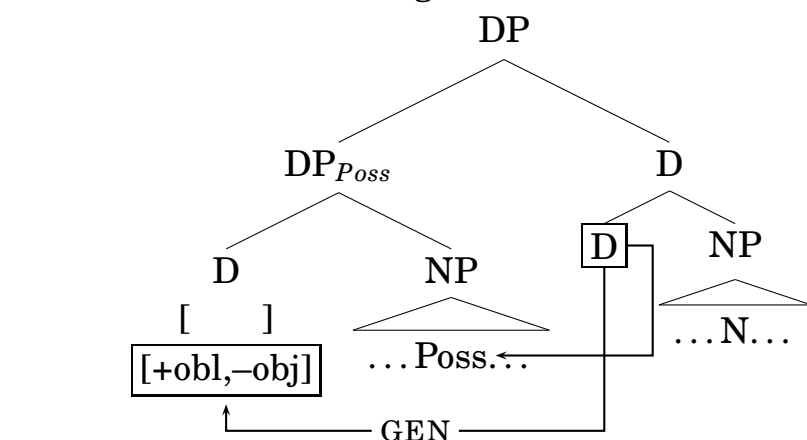 DP
DP_Poss D
D NP D NP
[ ] ...Poss... ...N...
[+obl,–obj]
GEN